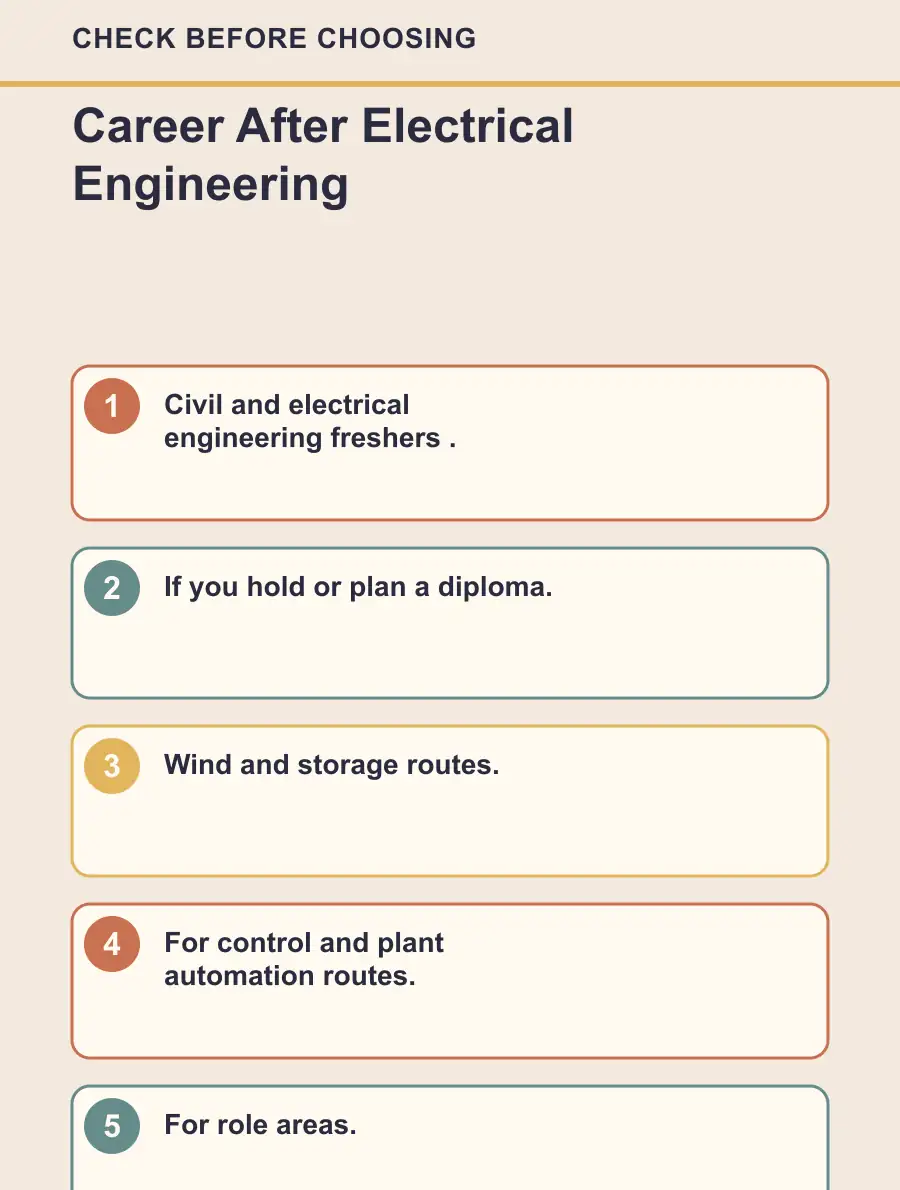 CHECK BEFORE CHOOSING
Career After Electrical
Engineering
1
Civil and electrical
engineering freshers .
2
If you hold or plan a diploma.
3
Wind and storage routes.
4
For control and plant
automation routes.
5
For role areas.